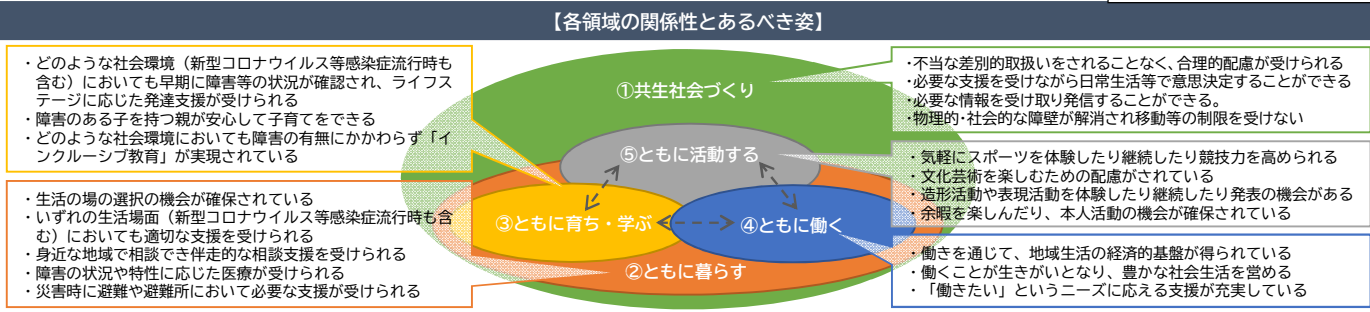 【各領域の関係性とあるべき姿】
・どのような社会環境（新型コロナウイルス等感染症流行時も
含む）においても早期に障害等の状況が確認され、ライフス
テージに応じた発達支援が受けられる
・障害のある子を持つ親が安心して子育てをできる
・どのような社会環境においても障害の有無にかかわらず「イ
ンクルーシブ教育」が実現されている
・生活の場の選択の機会が確保されている
・いずれの生活場面（新型コロナウイルス等感染症流行時も含
む）においても適切な支援を受けられる
・身近な地域で相談でき伴走的な相談支援を受けられる
・障害の状況や特性に応じた医療が受けられる
・災害時に避難や避難所において必要な支援が受けられる
①共生社会づくり
⑤ともに活動する
③ともに育ち・学ぶ
④ともに働く
②ともに暮らす
・不当な差別的取扱いをされることなく、合理的配慮が受けられる
・必要な支援を受けながら日常生活等で意思決定することができる
・必要な情報を受け取り発信することができる。
・物理的・社会的な障壁が解消され移動等の制限を受けない
・気軽にスポーツを体験したり継続したり競技力を高められる
・文化芸術を楽しむための配慮がされている
・造形活動や表現活動を体験したり継続したり発表の機会がある
・余暇を楽しんだり、本人活動の機会が確保されている
・働きを通じて、地域生活の経済的基盤が得られている
・働くことが生きがいとなり、豊かな社会生活を営める
・「働きたい」というニーズに応える支援が充実している